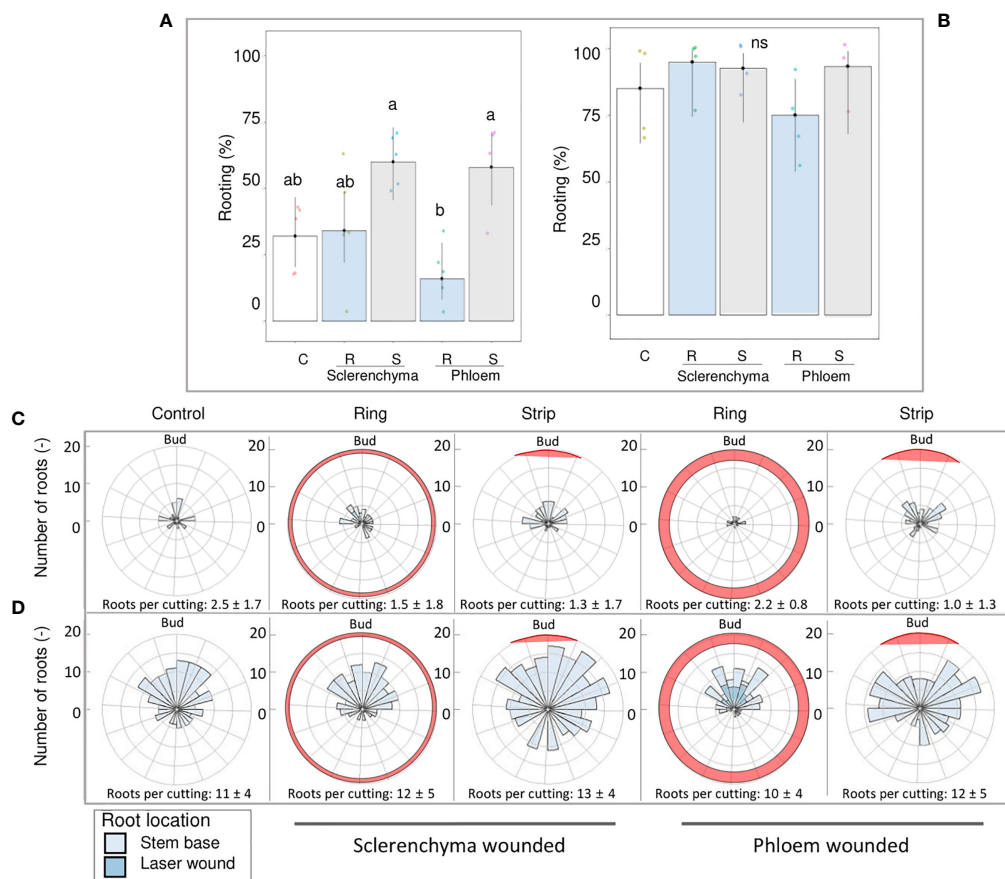 A
B
100
75
50
25
0
Rooting (%)
ab
ab
a
b
a
C
R
S
R
S
Sclerenchyma
Phloem
100
75
50
25
0
Rooting (%)
ns
C
R
S
R
S
Sclerenchyma
Phloem
C
Control
Ring
Strip
Ring
Strip
Number of roots (-)
20
10
0
Bud
Roots per cutting: 2.5 ± 1.7
20
10
0
Bud
Roots per cutting: 1.5 ± 1.8
20
10
0
Bud
Roots per cutting: 1.3 ± 1.7
20
10
0
Bud
Roots per cutting: 2.2 ± 0.8
20
10
0
Bud
Roots per cutting: 1.0 ± 1.3
D
Number of roots (-)
20
10
0
Bud
Roots per cutting: 11 ± 4
20
10
0
Bud
Roots per cutting: 12 ± 5
20
10
0
Bud
Roots per cutting: 13 ± 4
20
10
0
Bud
Roots per cutting: 10 ± 4
20
10
0
Bud
Roots per cutting: 12 ± 5
Root location
Stem base
Laser wound
Sclerenchyma wounded
Phloem wounded